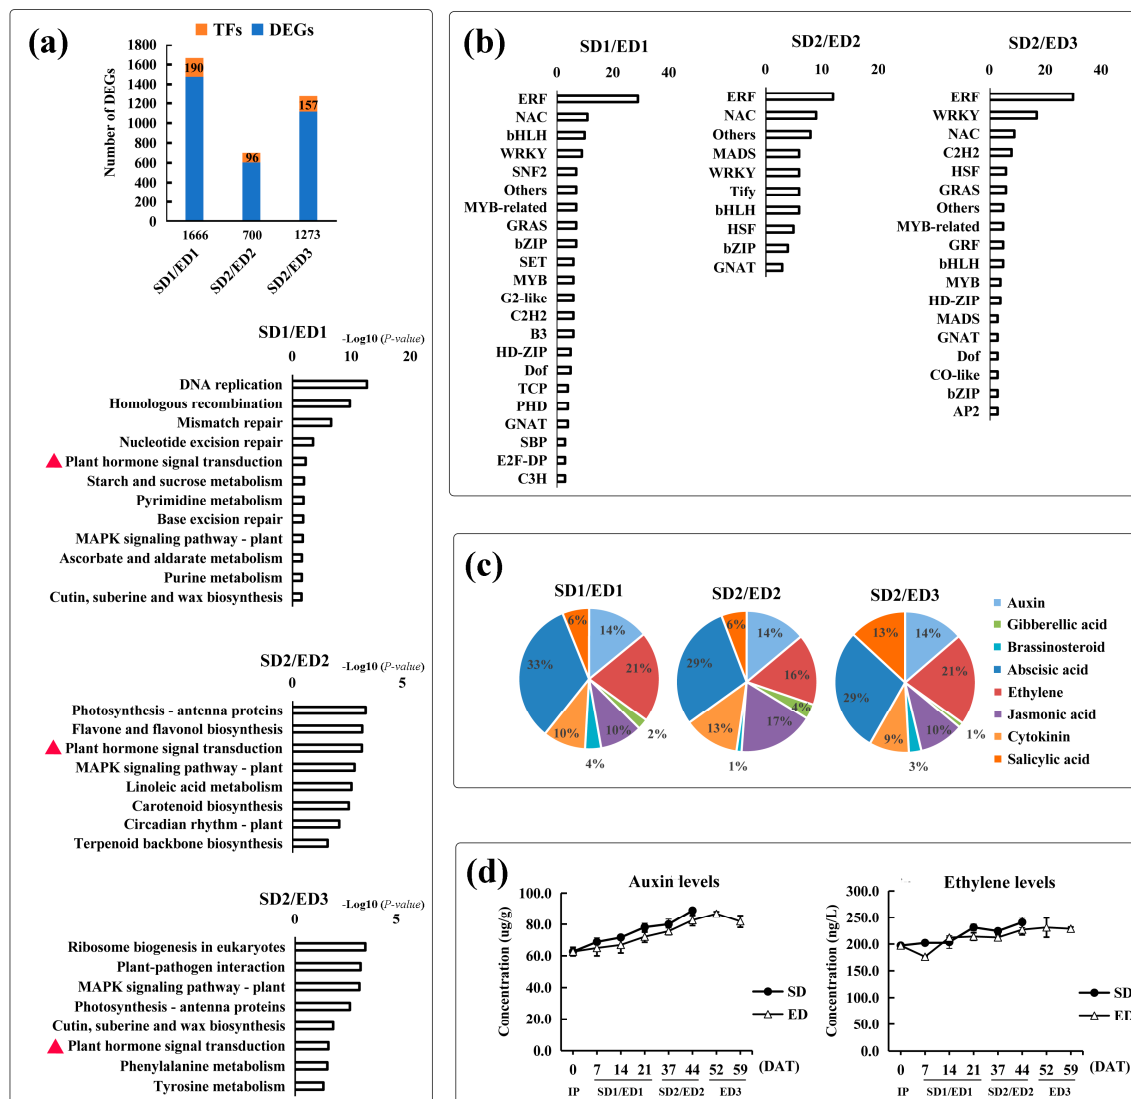 (a)
TFs DEGs
Number of DEGs
1800
1600
1400
1200
1000
800
600
400
200
0
190
96
157
1666 700 1273
SD1/ED1 SD2/ED2 SD2/ED3
SD1/ED1 -Log10 (P-value)
0 10 20
DNA replication
Homologous recombination
Mismatch repair
Nucleotide excision repair
Plant hormone signal transduction
Starch and sucrose metabolism
Pyrimidine metabolism
Base excision repair
MAPK signaling pathway - plant
Ascorbate and aldarate metabolism
Purine metabolism
Cutin, suberine and wax biosynthesis
SD2/ED2 -Log10 (P-value)
0 5
Photosynthesis - antenna proteins
Flavone and flavonol biosynthesis
Plant hormone signal transduction
MAPK signaling pathway - plant
Linoleic acid metabolism
Carotenoid biosynthesis
Circadian rhythm - plant
Terpenoid backbone biosynthesis
SD2/ED3 -Log10 (P-value)
0 5
Ribosome biogenesis in eukaryotes
Plant-pathogen interaction
MAPK signaling pathway - plant
Photosynthesis - antenna proteins
Cutin, suberine and wax biosynthesis
Plant hormone signal transduction
Phenylalanine metabolism
Tyrosine metabolism
(b)
SD1/ED1
0 20 40
ERF
NAC
bHLH
WRKY
SNF2
Others
MYB-related
GRAS
bZIP
SET
MYB
G2-like
C2H2
B3
HD-ZIP
Dof
TCP
PHD
GNAT
SBP
E2F-DP
C3H
SD2/ED2
0 10 20
ERF
NAC
Others
MADS
WRKY
Tify
bHLH
HSF
bZIP
GNAT
SD2/ED3
0 20 40
ERF
WRKY
NAC
C2H2
HSF
GRAS
Others
MYB-related
GRF
bHLH
MYB
HD-ZIP
MADS
GNAT
Dof
CO-like
bZIP
AP2
(c)
SD1/ED1
6%
14%
33%
21%
10%
10%
2%
4%
SD2/ED2
6%
14%
29%
16%
4%
13%
17%
1%
SD2/ED3
13%
14%
29%
21%
9%
10%
1%
3%
Auxin
Gibberellic acid
Brassinosteroid
Abscisic acid
Ethylene
Jasmonic acid
Cytokinin
Salicylic acid
(d)
Auxin levels
Concentration (ug/g)
100.0
80.0
60.0
40.0
20.0
0.0
SD
ED
0 7 14 21 37 44 52 59 (DAT)
IP SD1/ED1 SD2/ED2 ED3
Ethylene levels
Concentration (ng/L)
300.0
250.0
200.0
150.0
100.0
50.0
0.0
SD
ED
0 7 14 21 37 44 52 59 (DAT)
IP SD1/ED1 SD2/ED2 ED3